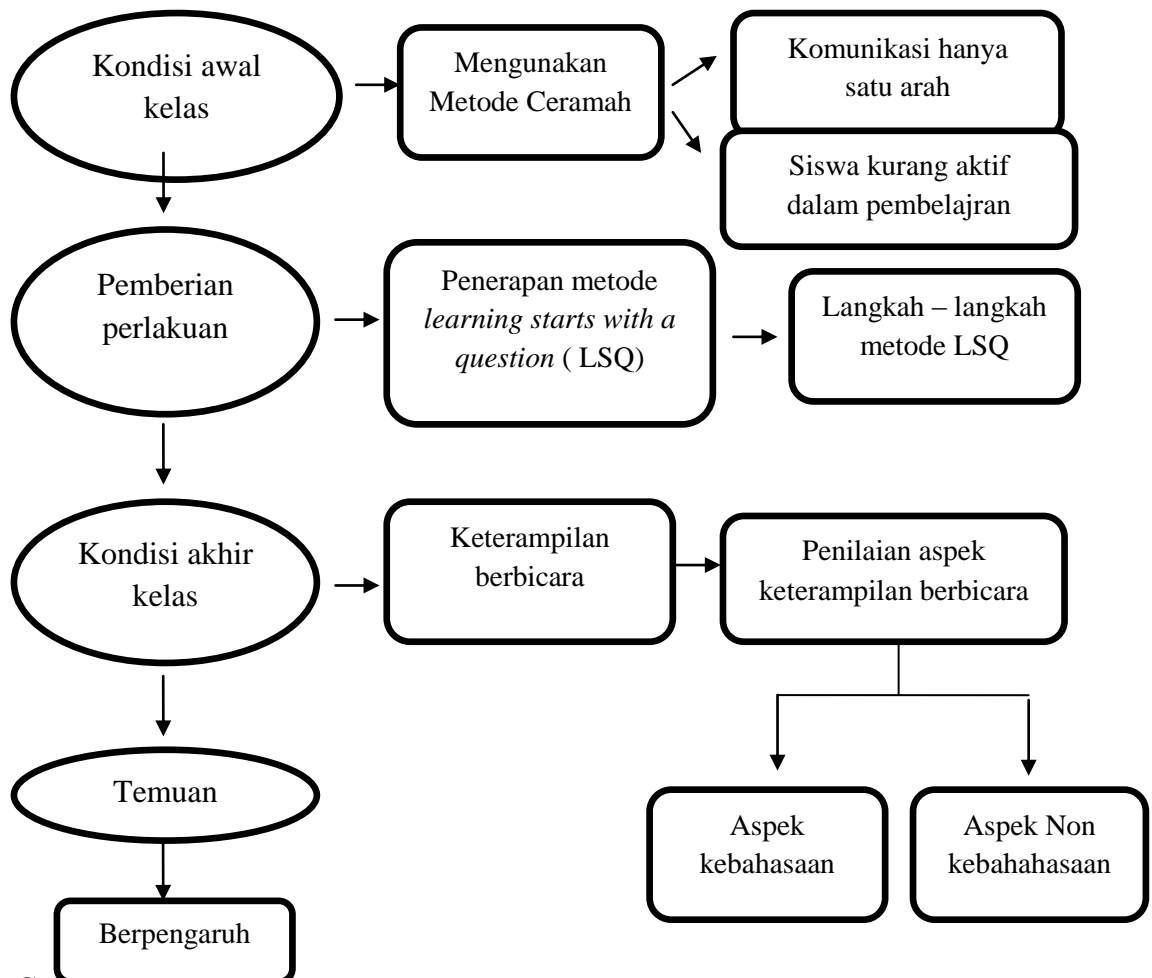 Kondisi awal
kelas
Mengunakan
Metode Ceramah
Komunikasi hanya
satu arah
Siswa kurang aktif
dalam pembelajran
Pemberian
perlakuan
Penerapan metode
learning starts with a
question ( LSQ)
Langkah – langkah
metode LSQ
Kondisi akhir
kelas
Keterampilan
berbicara
Penilaian aspek
keterampilan berbicara
Temuan
Aspek
kebahasaan
Aspek Non
kebahahasaan
Berpengaruh